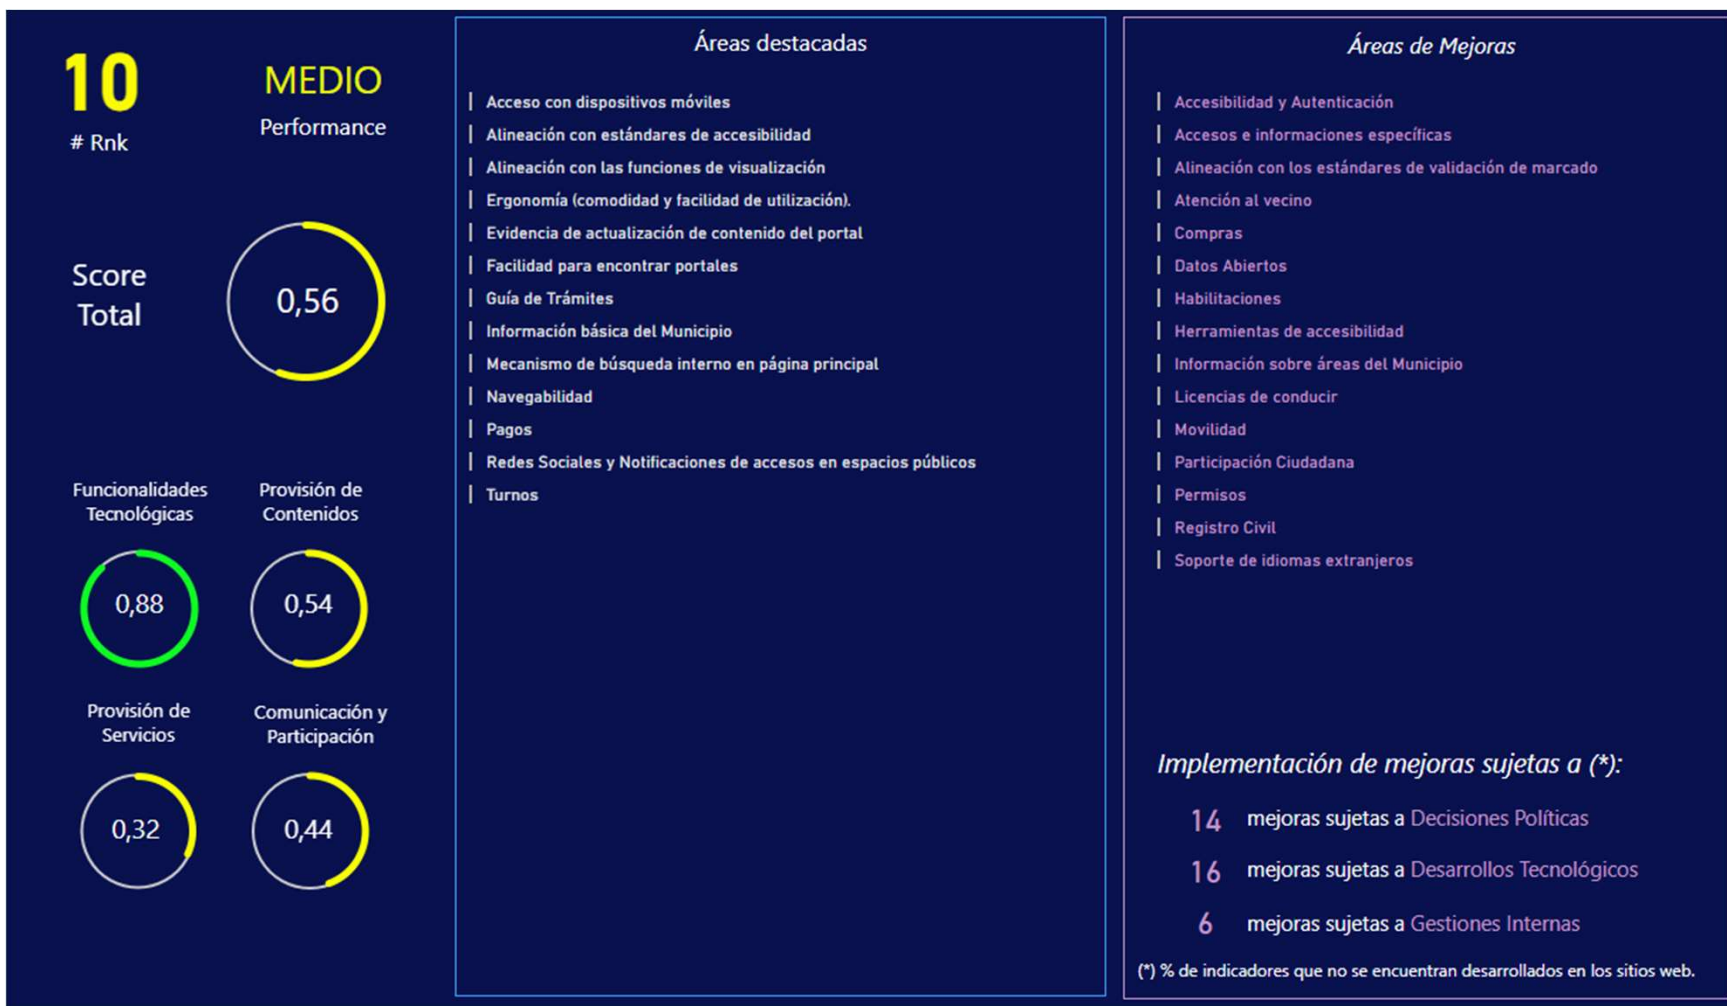 10
# Rnk
MEDIO
Performance
Score
Total
0,56
Funcionalidades
Tecnológicas
0,88
Provisión de
Contenidos
0,54
Provisión de
Servicios
0,32
Comunicación y
Participación
0,44
Áreas destacadas
Acceso con dispositivos móviles
Alineación con estándares de accesibilidad
Alineación con las funciones de visualización
Ergonomía (comodidad y facilidad de utilización).
Evidencia de actualización de contenido del portal
Facilidad para encontrar portales
Guía de Trámites
Información básica del Municipio
Mecanismo de búsqueda interno en página principal
Navegabilidad
Pagos
Redes Sociales y Notificaciones de accesos en espacios públicos
Turnos
Áreas de Mejoras
Accesibilidad y Autenticación
Accesos e informaciones específicas
Alineación con los estándares de validación de marcado
Atención al vecino
Compras
Datos Abiertos
Habilitaciones
Herramientas de accesibilidad
Información sobre áreas del Municipio
Licencias de conducir
Movilidad
Participación Ciudadana
Permisos
Registro Civil
Soporte de idiomas extranjeros
Implementación de mejoras sujetas a (*):
14 mejoras sujetas a Decisiones Políticas
16 mejoras sujetas a Desarrollos Tecnológicos
6 mejoras sujetas a Gestiones Internas
(*) % de indicadores que no se encuentran desarrollados en los sitios web.